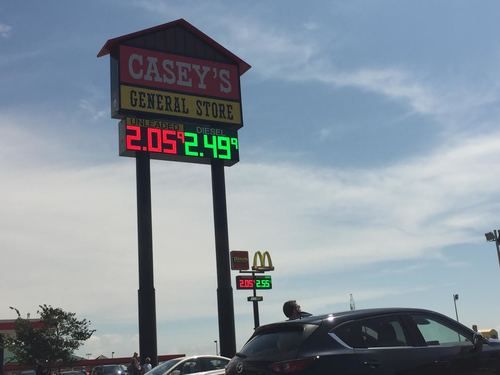 CASEY'S
GENERAL STORE
UNLEADED DIESEL
2.05⁹ 2.49⁹
2.05 2.55